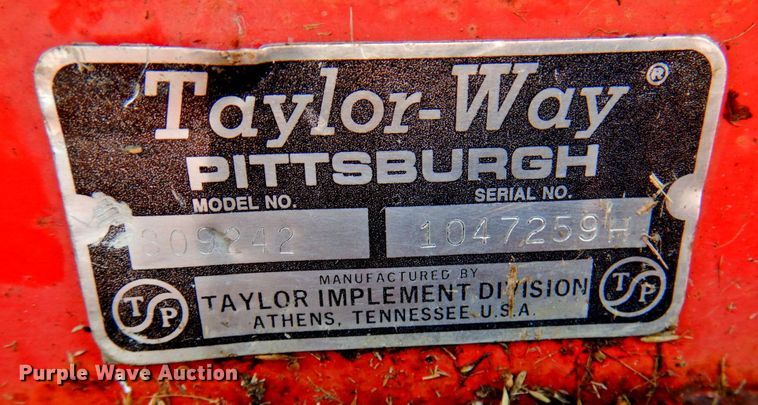 Taylor-Way ®
PITTSBURGH
MODEL NO. SERIAL NO.
809242 1047259H
MANUFACTURED BY
TSP TAYLOR IMPLEMENT DIVISION TSP
ATHENS, TENNESSEE U.S.A.
Purple Wave Auction